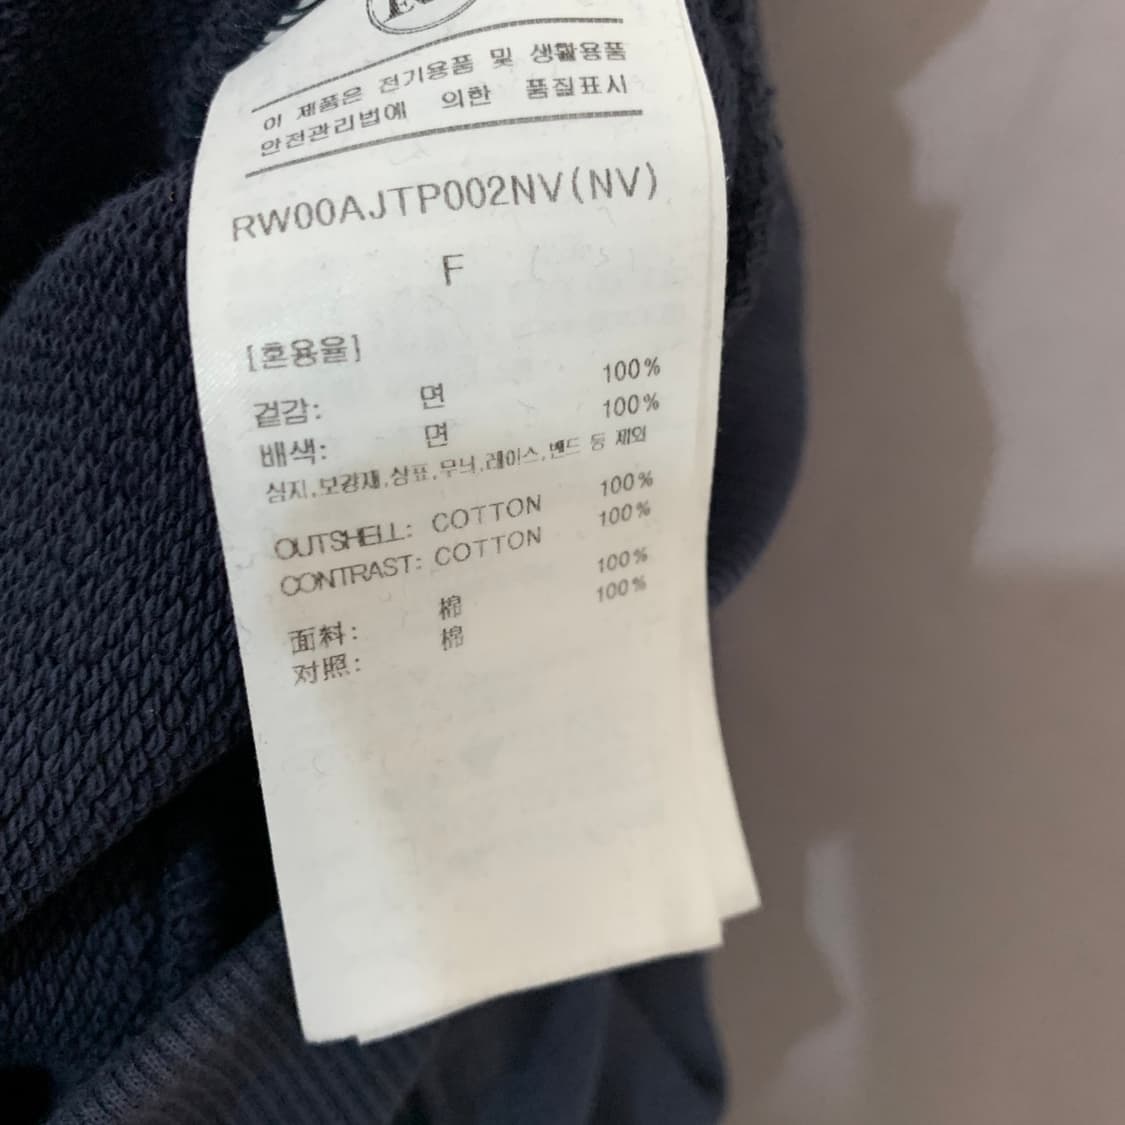 이 제품은 전기용품 및 생활용품
안전관리법에 의한 품질표시
RW00AJTP002NV(NV)
F
[혼용율]
겉감: 면 100%
배색: 면 100%
심지,보강재,상표,무늬,레이스,밴드 등 제외
OUTSHELL: COTTON 100%
CONTRAST: COTTON 100%
面料: 棉 100%
对照: 棉 100%